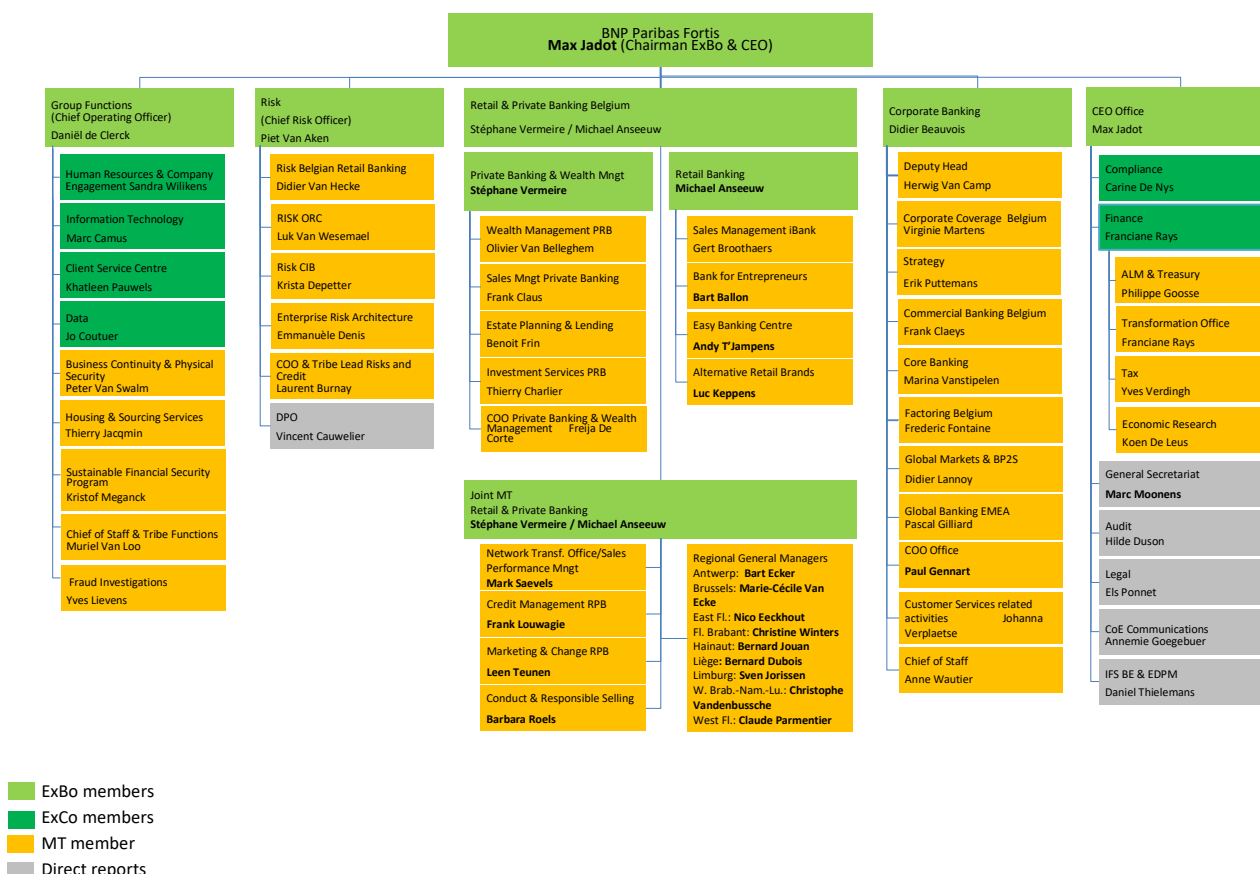 BNP Paribas Fortis
Max Jadot (Chairman ExBo & CEO)
Group Functions
(Chief Operating Officer)
Daniël de Clerck
Human Resources & Company
Engagement Sandra Wilikens
Information Technology
Marc Camus
Client Service Centre
Khatleen Pauwels
Data
Jo Coutuer
Business Continuity & Physical
Security
Peter Van Swalm
Housing & Sourcing Services
Thierry Jacqmin
Sustainable Financial Security
Program
Kristof Meganck
Chief of Staff & Tribe Functions
Muriel Van Loo
Fraud Investigations
Yves Lievens
Risk
(Chief Risk Officer)
Piet Van Aken
Risk Belgian Retail Banking
Didier Van Hecke
RISK ORC
Luk Van Wesemael
Risk CIB
Krista Depetter
Enterprise Risk Architecture
Emmanuèle Denis
COO & Tribe Lead Risks and
Credit
Laurent Burnay
DPO
Vincent Cauwelier
Retail & Private Banking Belgium
Stéphane Vermeire / Michael Anseeuw
Private Banking & Wealth Mngt
Stéphane Vermeire
Wealth Management PRB
Olivier Van Belleghem
Sales Mngt Private Banking
Frank Claus
Estate Planning & Lending
Benoit Frin
Investment Services PRB
Thierry Charlier
COO Private Banking & Wealth
Management Freija De
Corte
Retail Banking
Michael Anseeuw
Sales Management iBank
Gert Broothaers
Bank for Entrepreneurs
Bart Ballon
Easy Banking Centre
Andy T’Jampens
Alternative Retail Brands
Luc Keppens
Joint MT
Retail & Private Banking
Stéphane Vermeire / Michael Anseeuw
Network Transf. Office/Sales
Performance Mngt
Mark Saevels
Credit Management RPB
Frank Louwagie
Marketing & Change RPB
Leen Teunen
Conduct & Responsible Selling
Barbara Roels
Regional General Managers
Antwerp: Bart Ecker
Brussels: Marie-Cécile Van
Ecke
East Fl.: Nico Eeckhout
Fl. Brabant: Christine Winters
Hainaut: Bernard Jouan
Liège: Bernard Dubois
Limburg: Sven Jorissen
W. Brab.-Nam.-Lu.: Christophe
Vandenbussche
West Fl.: Claude Parmentier
Corporate Banking
Didier Beauvois
Deputy Head
Herwig Van Camp
Corporate Coverage Belgium
Virginie Martens
Strategy
Erik Puttemans
Commercial Banking Belgium
Frank Claeys
Core Banking
Marina Vanstipelen
Factoring Belgium
Frederic Fontaine
Global Markets & BP2S
Didier Lannoy
Global Banking EMEA
Pascal Gilliard
COO Office
Paul Gennart
Customer Services related
activities Johanna
Verplaetse
Chief of Staff
Anne Wautier
CEO Office
Max Jadot
Compliance
Carine De Nys
Finance
Franciane Rays
ALM & Treasury
Philippe Goosse
Transformation Office
Franciane Rays
Tax
Yves Verdingh
Economic Research
Koen De Leus
General Secretariat
Marc Moonens
Audit
Hilde Duson
Legal
Els Ponnet
CoE Communications
Annemie Goegebuer
IFS BE & EDPM
Daniel Thielemans
ExBo members
ExCo members
MT member
Direct reports